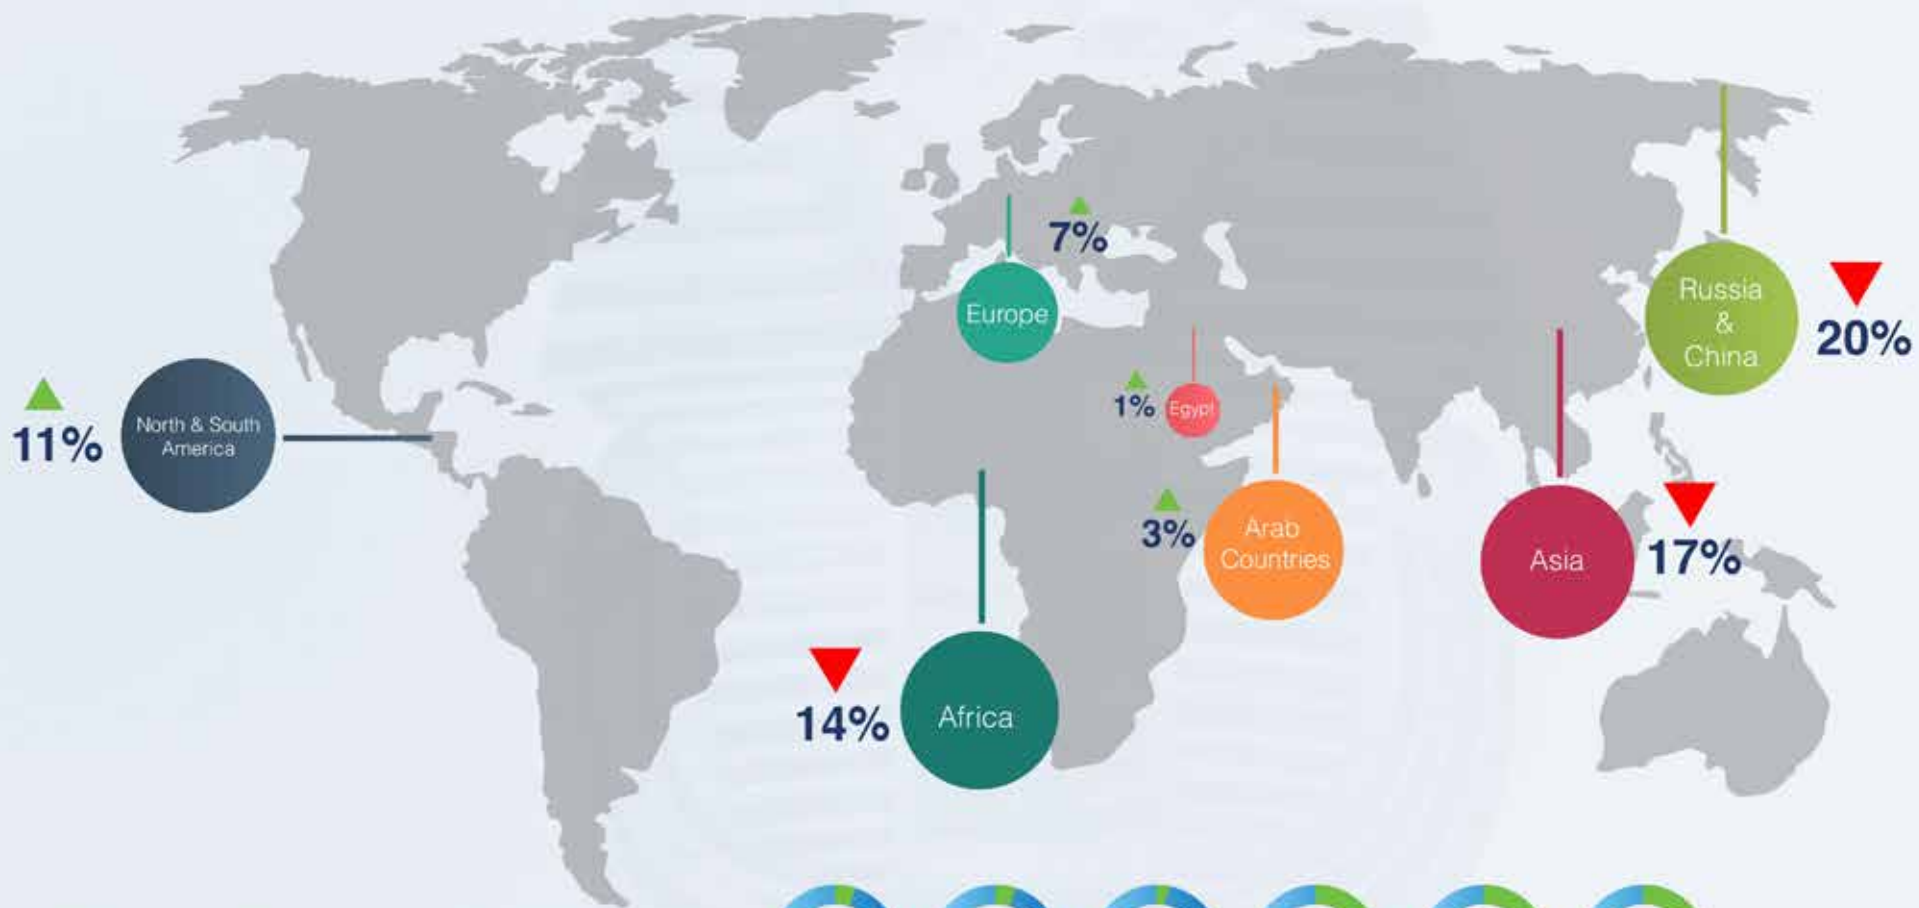 7%
Europe
Russia
&
China
20%
1%
Egypt
11%
North & South
America
3%
Arab
Countries
Asia
17%
14%
Africa